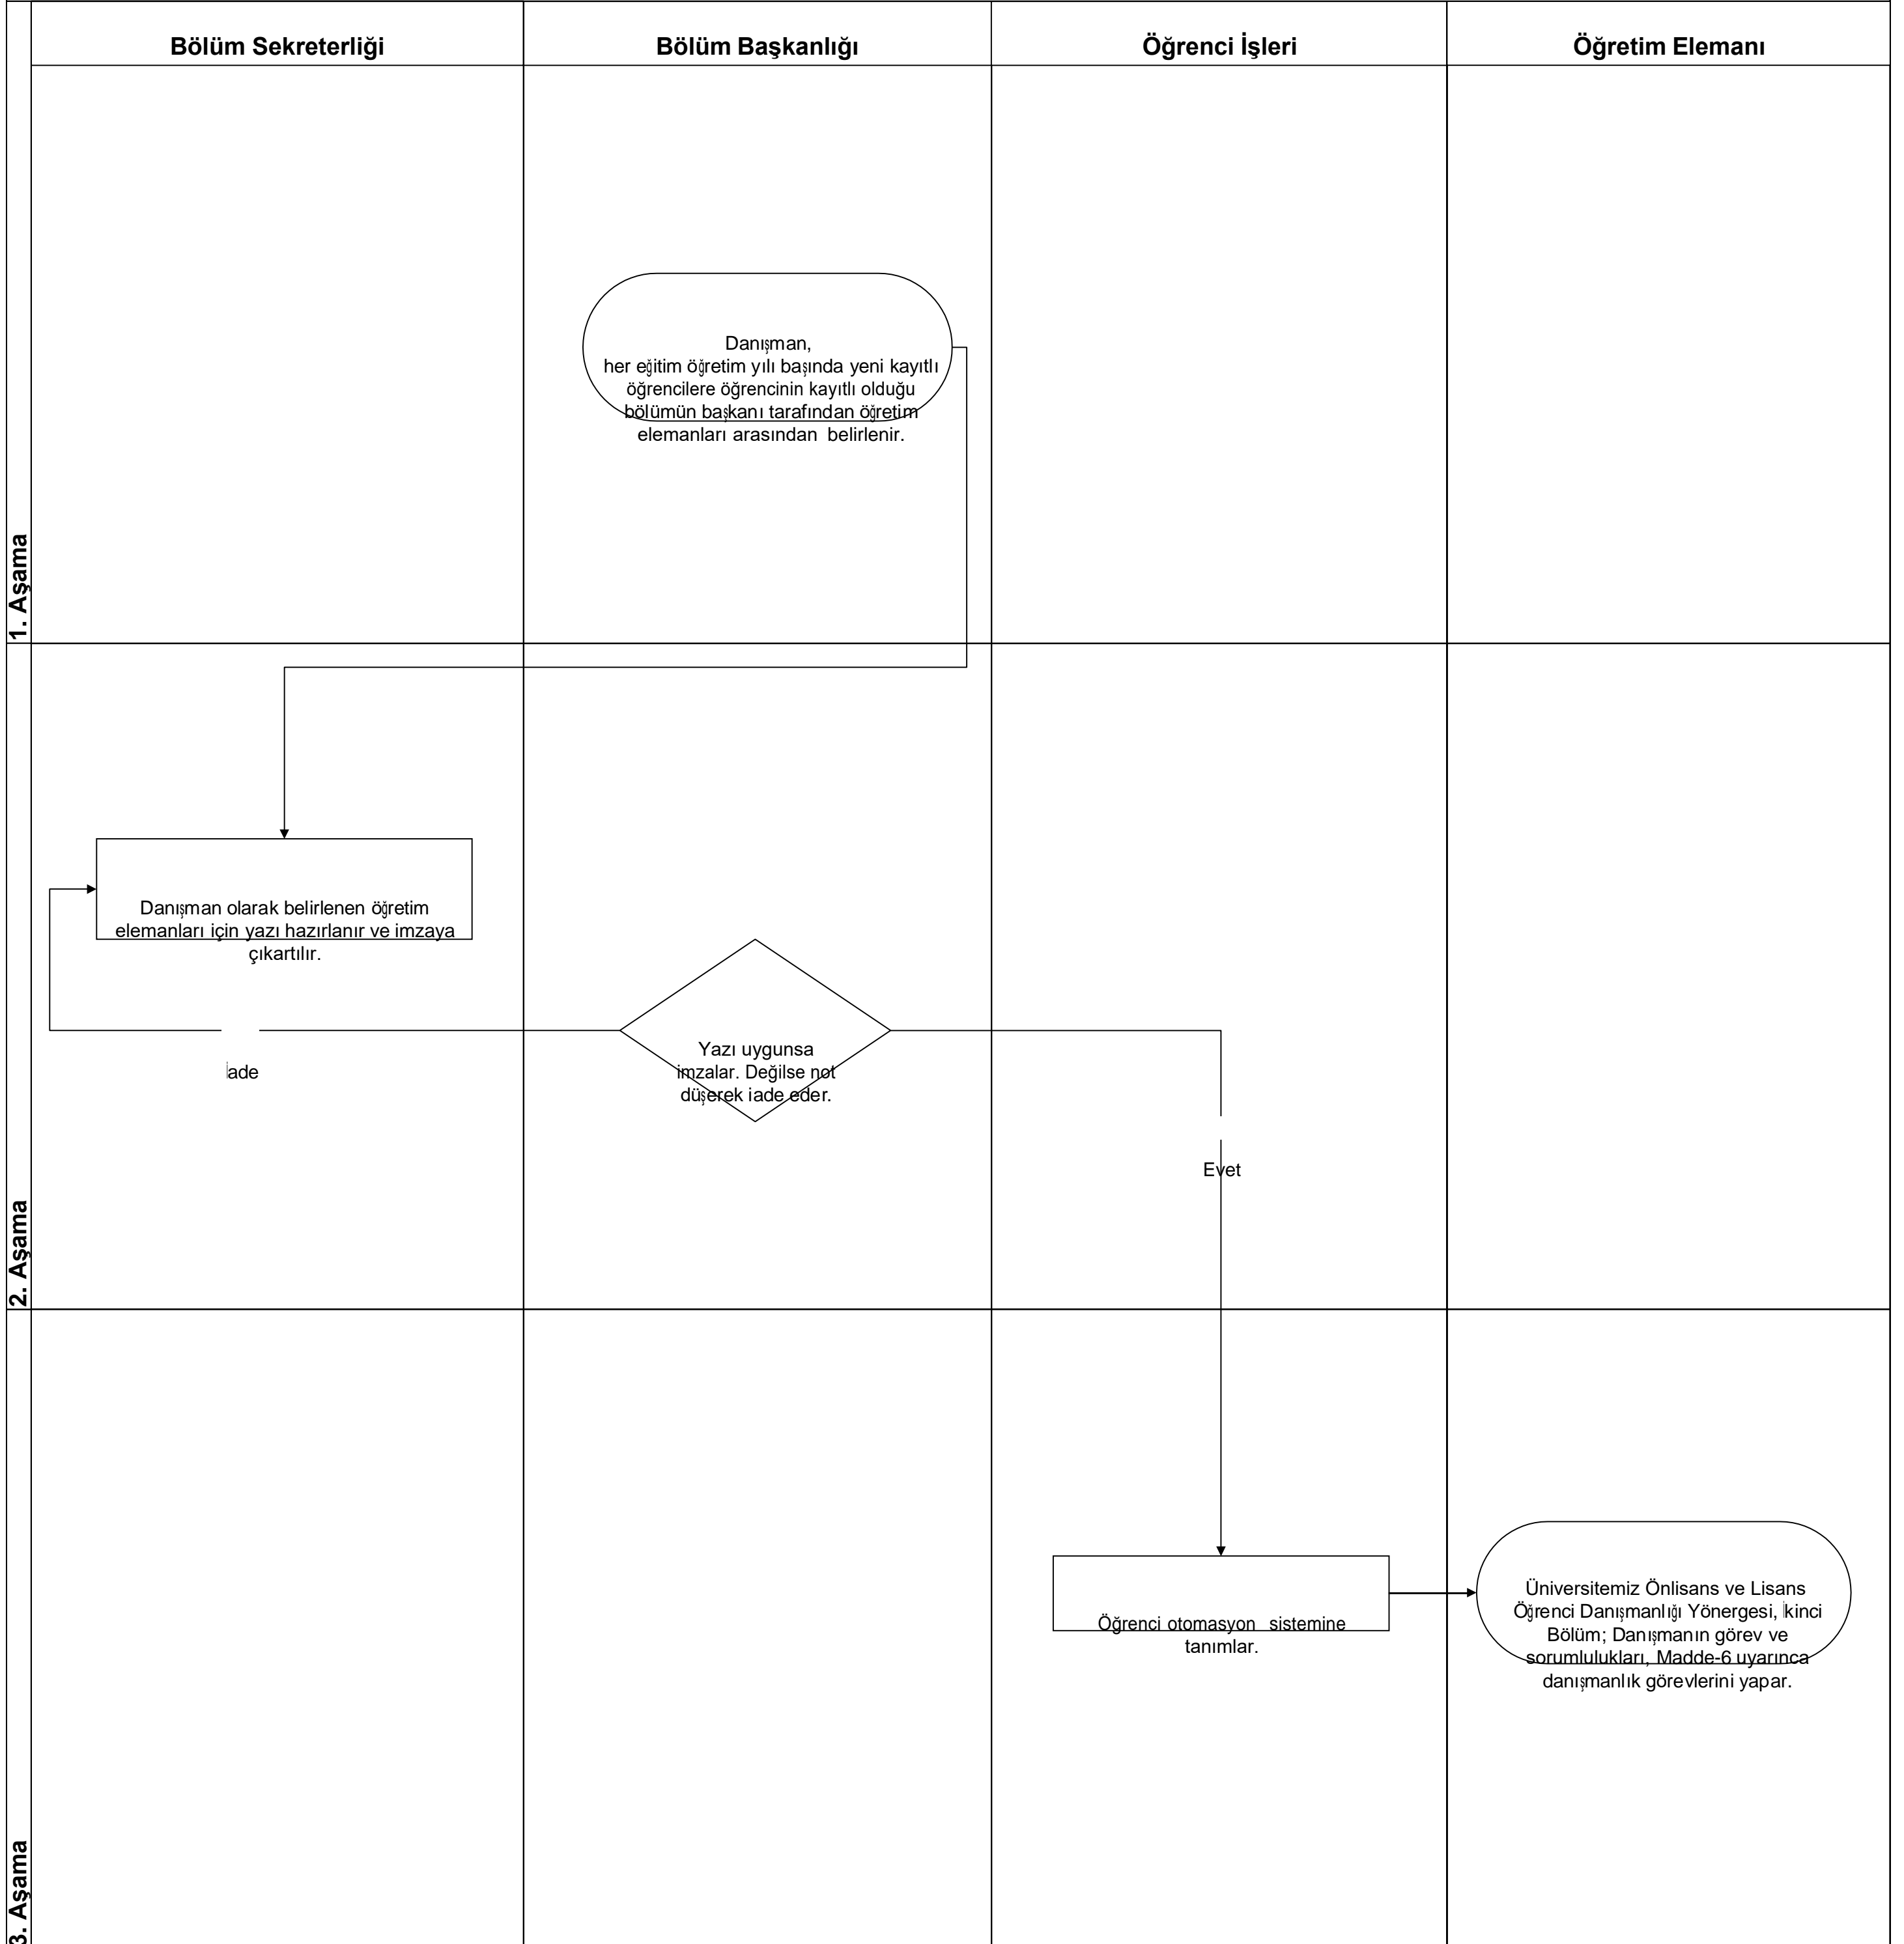 Bölüm Sekreterliği
Bölüm Başkanlığı
Öğrenci İşleri
Öğretim Elemanı
1. Aşama
Danışman,
her eğitim öğretim yılı başında yeni kayıtlı
öğrencilere öğrencinin kayıtlı olduğu
bölümün başkanı tarafından öğretim
elemanları arasından belirlenir.
2. Aşama
Danışman olarak belirlenen öğretim
elemanları için yazı hazırlanır ve imzaya
çıkartılır.
Yazı uygunsa
imzalar. Değilse not
düşerek iade eder.
İade
Evet
3. Aşama
Öğrenci otomasyon sistemine
tanımlar.
Üniversitemiz Önlisans ve Lisans
Öğrenci Danışmanlığı Yönergesi, İkinci
Bölüm; Danışmanın görev ve
sorumlulukları, Madde-6 uyarınca
danışmanlık görevlerini yapar.